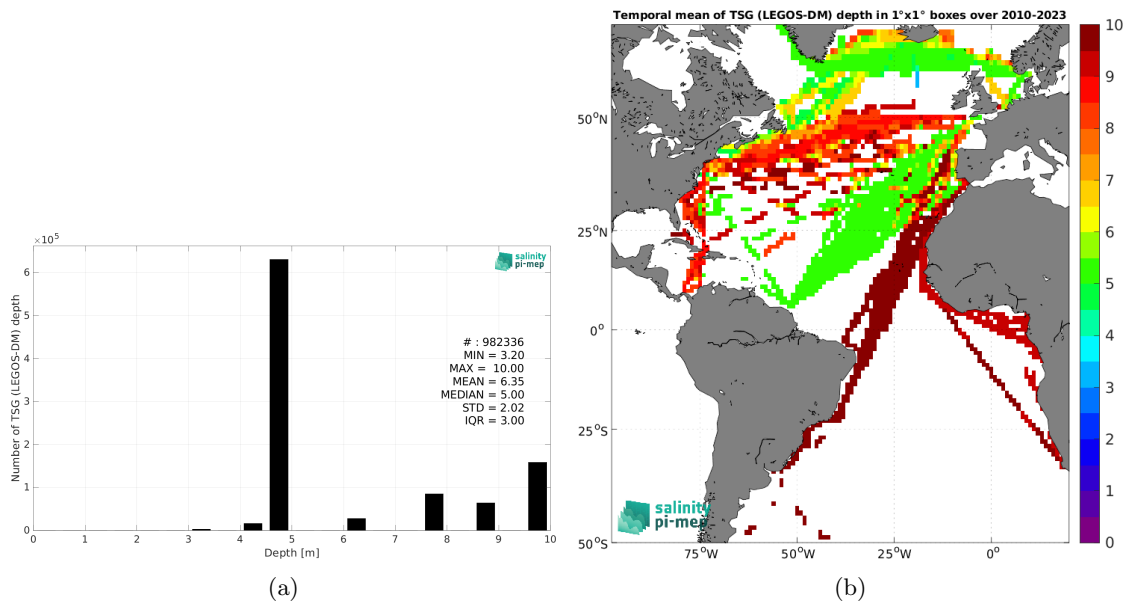 ×10⁵
6
5
4
3
2
1
0
Number of TSG (LEGOS-DM) depth
0 1 2 3 4 5 6 7 8 9 10
Depth [m]
salinity
pi-mep
# : 982336
MIN = 3.20
MAX = 10.00
MEAN = 6.35
MEDIAN = 5.00
STD = 2.02
IQR = 3.00
(a)
Temporal mean of TSG (LEGOS-DM) depth in 1°x1° boxes over 2010-2023
50°N
25°N
0°
25°S
50°S
75°W 50°W 25°W 0°
salinity
pi-mep
10
9
8
7
6
5
4
3
2
1
0
(b)